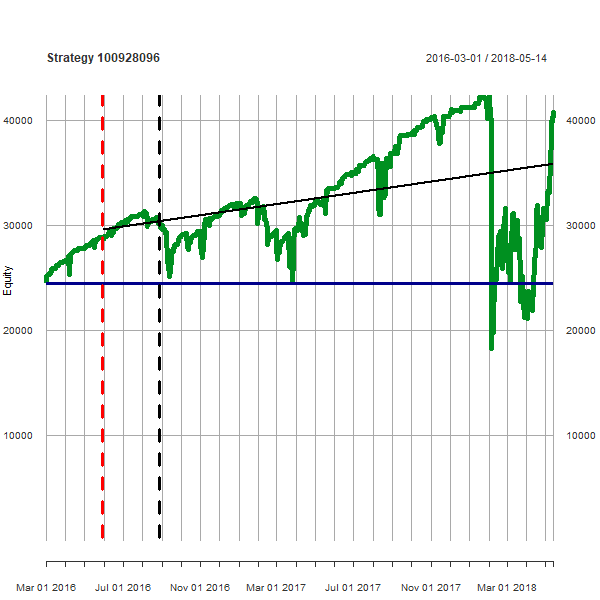 Strategy 100928096
2016-03-01 / 2018-05-14
40000
40000
30000
30000
Equity
20000
20000
10000
10000
Mar 01 2016
Jul 01 2016
Nov 01 2016
Mar 01 2017
Jul 01 2017
Nov 01 2017
Mar 01 2018